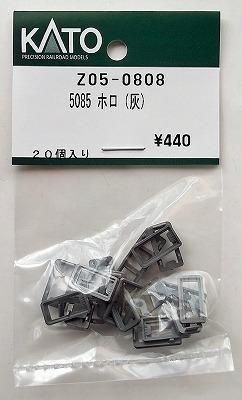 KATO
PRECISION RAILROAD MODELS
Z05-0808
5085 ホロ (灰)
¥440
20個入り